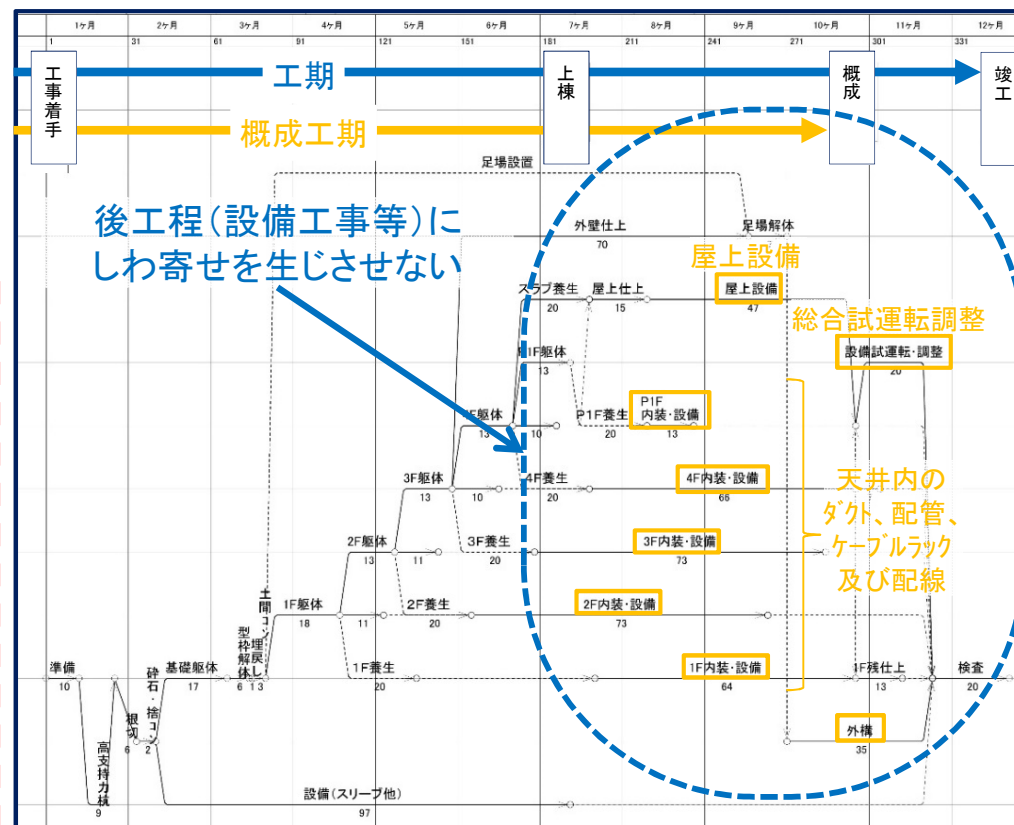 1ヶ月 2ヶ月 3ヶ月 4ヶ月 5ヶ月 6ヶ月 7ヶ月 8ヶ月 9ヶ月 10ヶ月 11ヶ月 12ヶ月
1 31 61 91 121 151 181 211 241 271 301 331
工事着手
工期
上棟
概成
竣工
概成工期
足場設置
後工程(設備工事等)に
しわ寄せを生じさせない
外壁仕上
70
足場解体
屋上設備
スラブ養生
20
屋上仕上
15
屋上設備
47
総合試運転調整
設備試運転・調整
20
P1F躯体
13
P1F養生
20
P1F
内装・設備
13
F躯体
13
10
4F養生
20
4F内装・設備
66
天井内の
ダクト、配管、
ケーブルラック
及び配線
3F躯体
13
10
3F養生
20
3F内装・設備
73
2F躯体
13
11
2F養生
20
2F内装・設備
73
1F躯体
18
11
1F養生
20
1F内装・設備
64
1F残仕上
13
検査
20
準備
10
高支持力杭
9
根切
6
砕石・捨コン
2
基礎躯体
17
型枠解体
6
埋戻し
1
土間コン
3
外構
35
設備(スリーブ他)
97